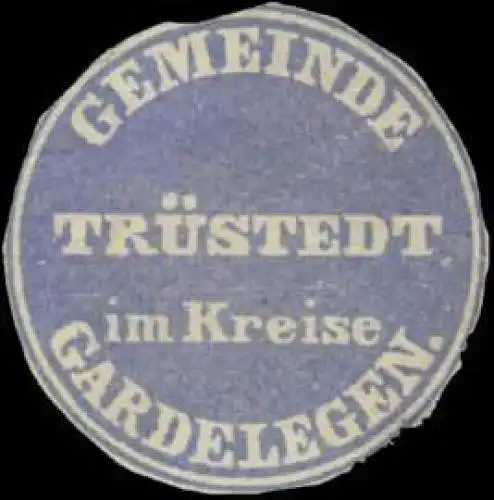 GEMEINDE
TRÜSTEDT
im Kreise
GARDELEGEN.